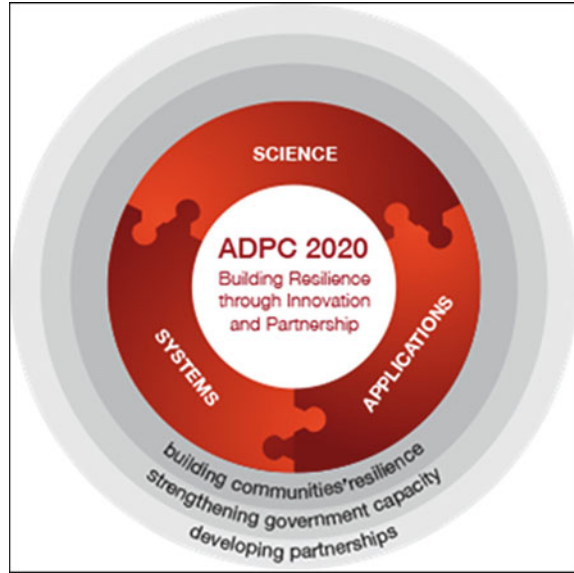 SCIENCE
ADPC 2020
Building Resilience
through Innovation
and Partnership
SYSTEMS
APPLICATIONS
building communities'resilience
strengthening government capacity
developing partnerships